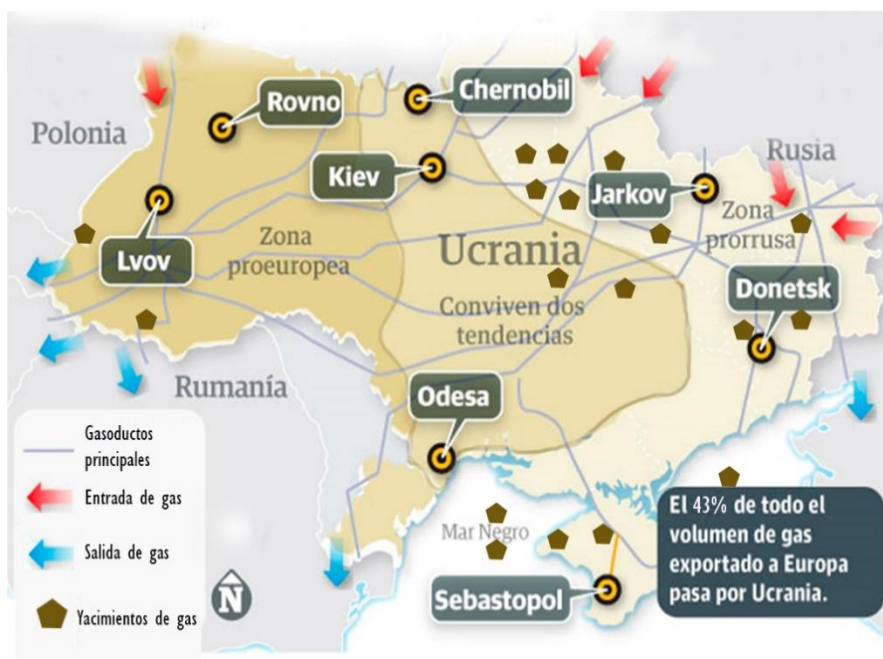 Chernobil
Rovno
Polonia
Rusia
Kiev
Jarkov
Zona
prorrusa
Lvov
Zona
proeuropea
Ucrania
Conviven dos
tendencias
Donetsk
Rumanía
Odesa
Gasoductos
principales
Entrada de gas
Salida de gas
Yacimientos de gas
N
Mar Negro
Sebastopol
El 43% de todo el
volumen de gas
exportado a Europa
pasa por Ucrania.